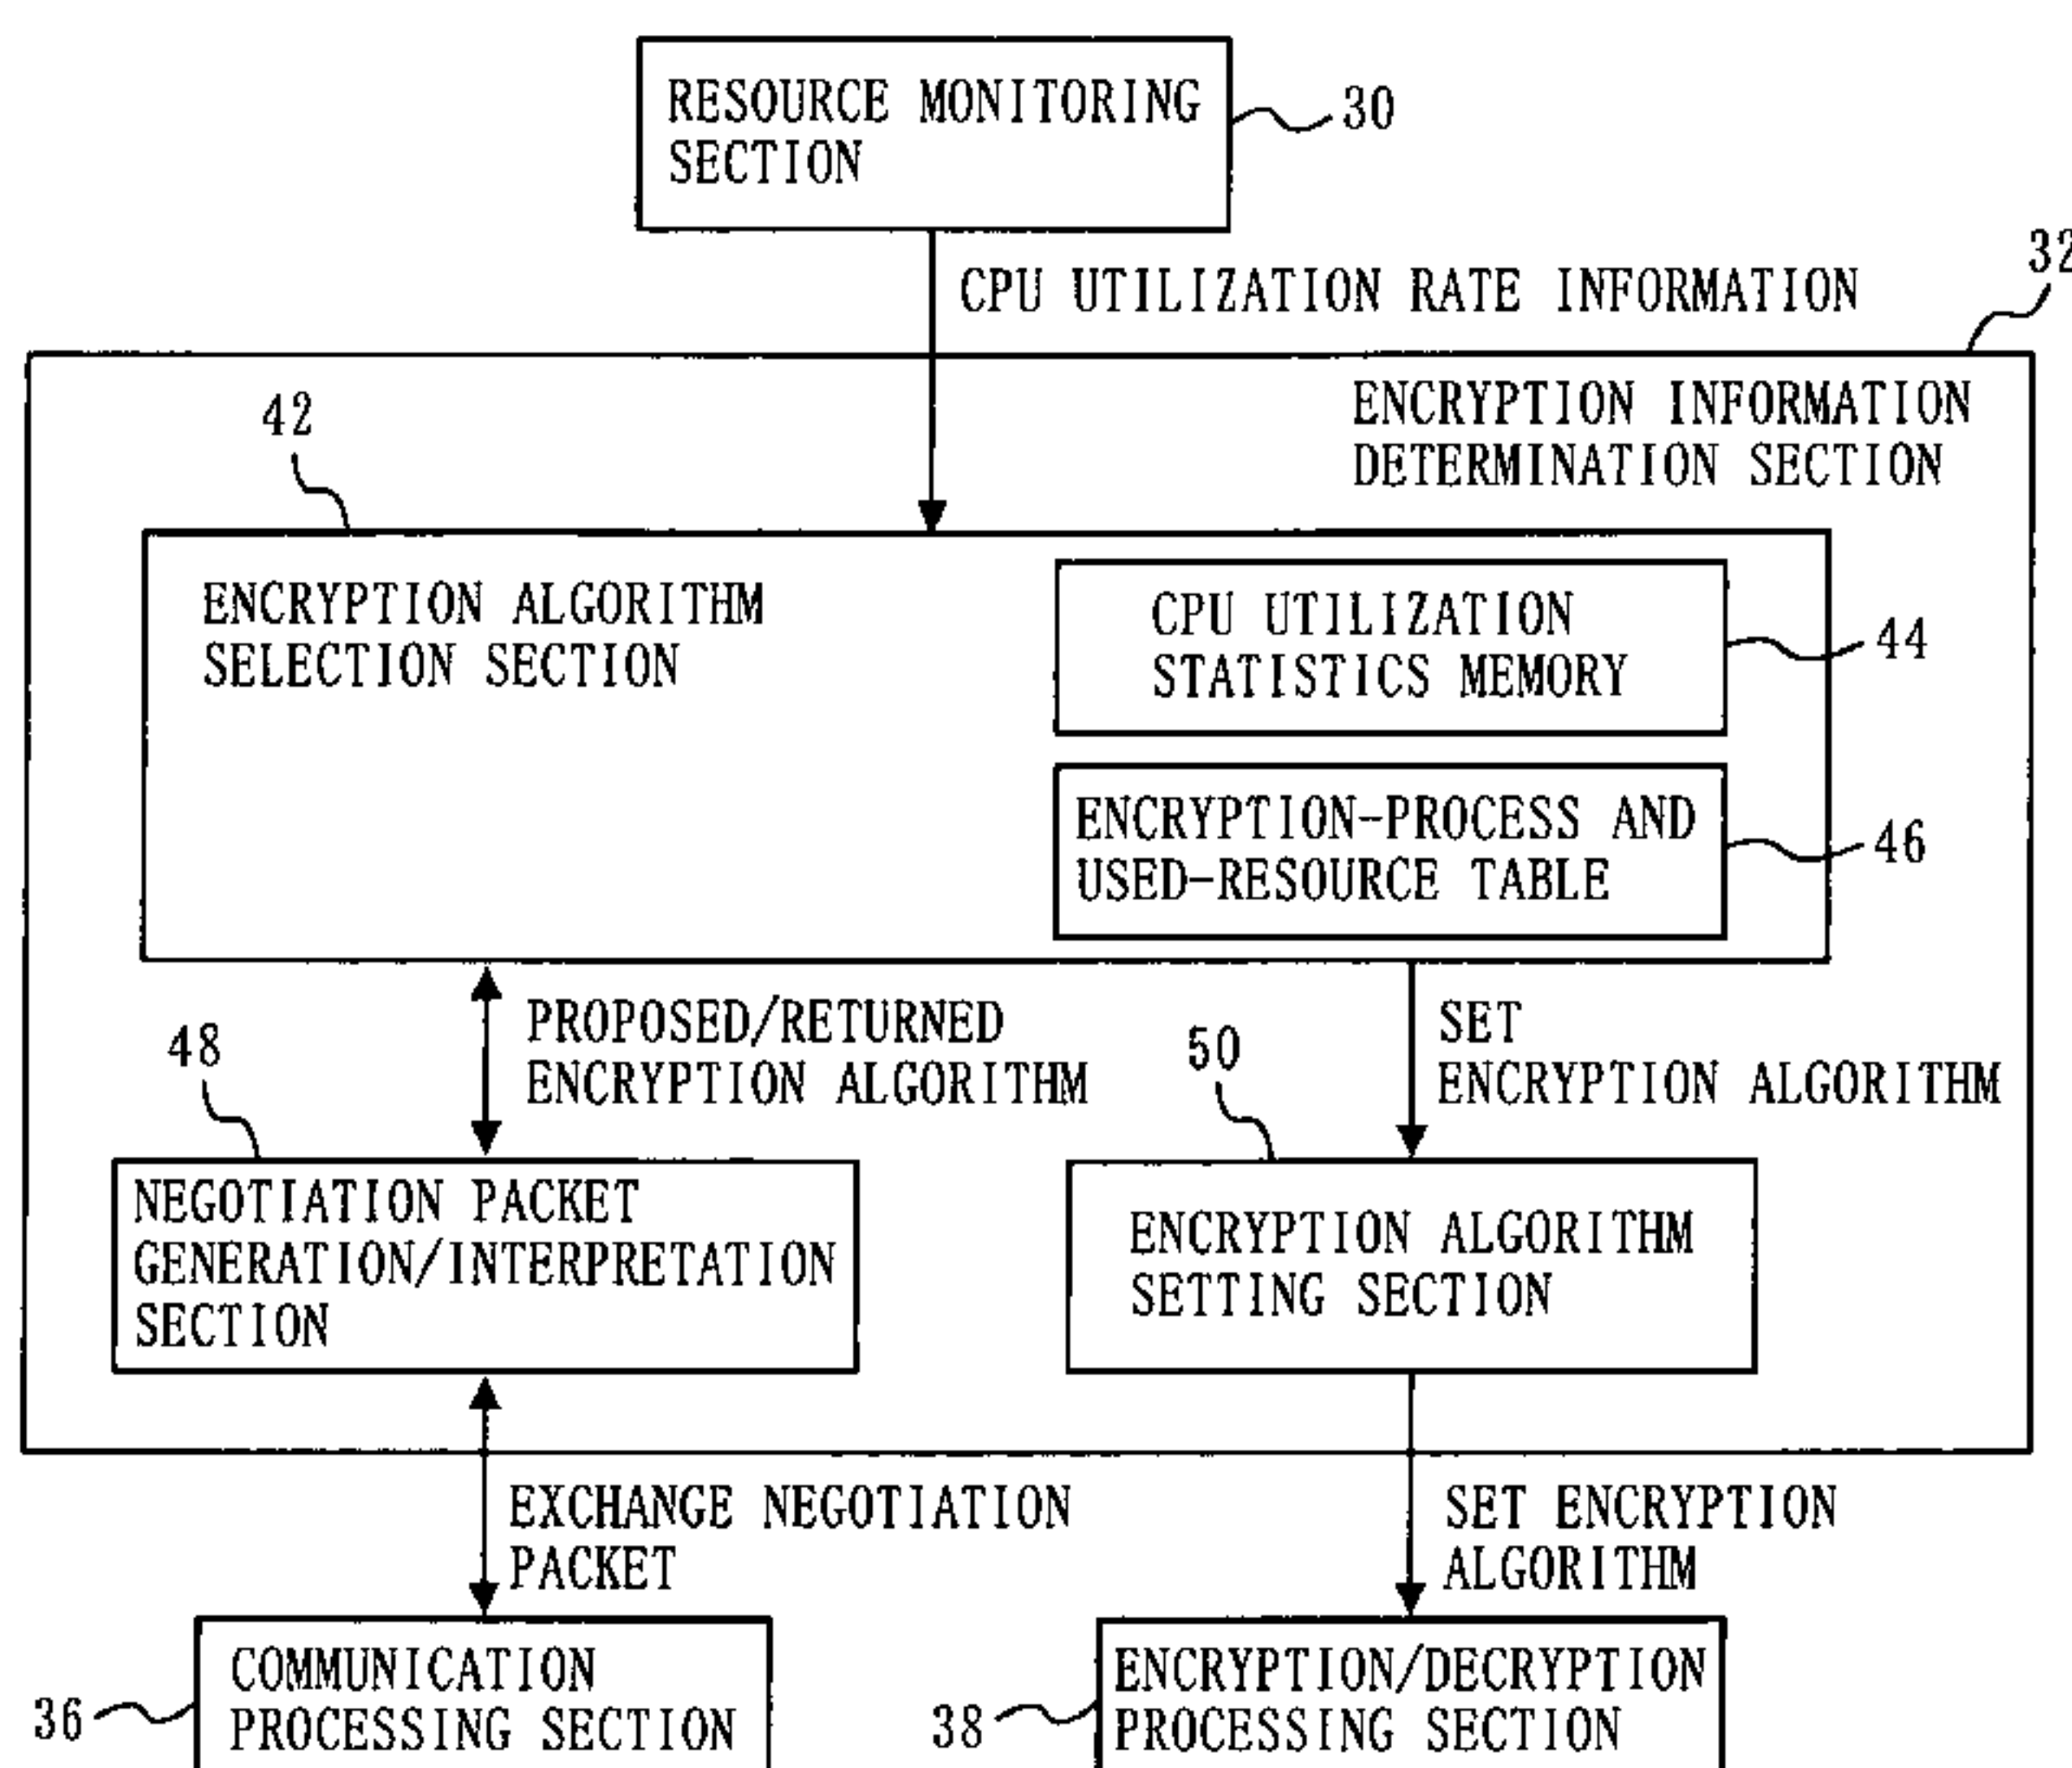 RESOURCE MONITORING
SECTION
30
CPU UTILIZATION RATE INFORMATION
32
ENCRYPTION INFORMATION
DETERMINATION SECTION
42
ENCRYPTION ALGORITHM
SELECTION SECTION
CPU UTILIZATION
STATISTICS MEMORY
44
ENCRYPTION-PROCESS AND
USED-RESOURCE TABLE
46
PROPOSED/RETURNED
ENCRYPTION ALGORITHM
SET
ENCRYPTION ALGORITHM
48
50
NEGOTIATION PACKET
GENERATION/INTERPRETATION
SECTION
ENCRYPTION ALGORITHM
SETTING SECTION
EXCHANGE NEGOTIATION
PACKET
SET ENCRYPTION
ALGORITHM
COMMUNICATION
PROCESSING SECTION
36
ENCRYPTION/DECRYPTION
PROCESSING SECTION
38